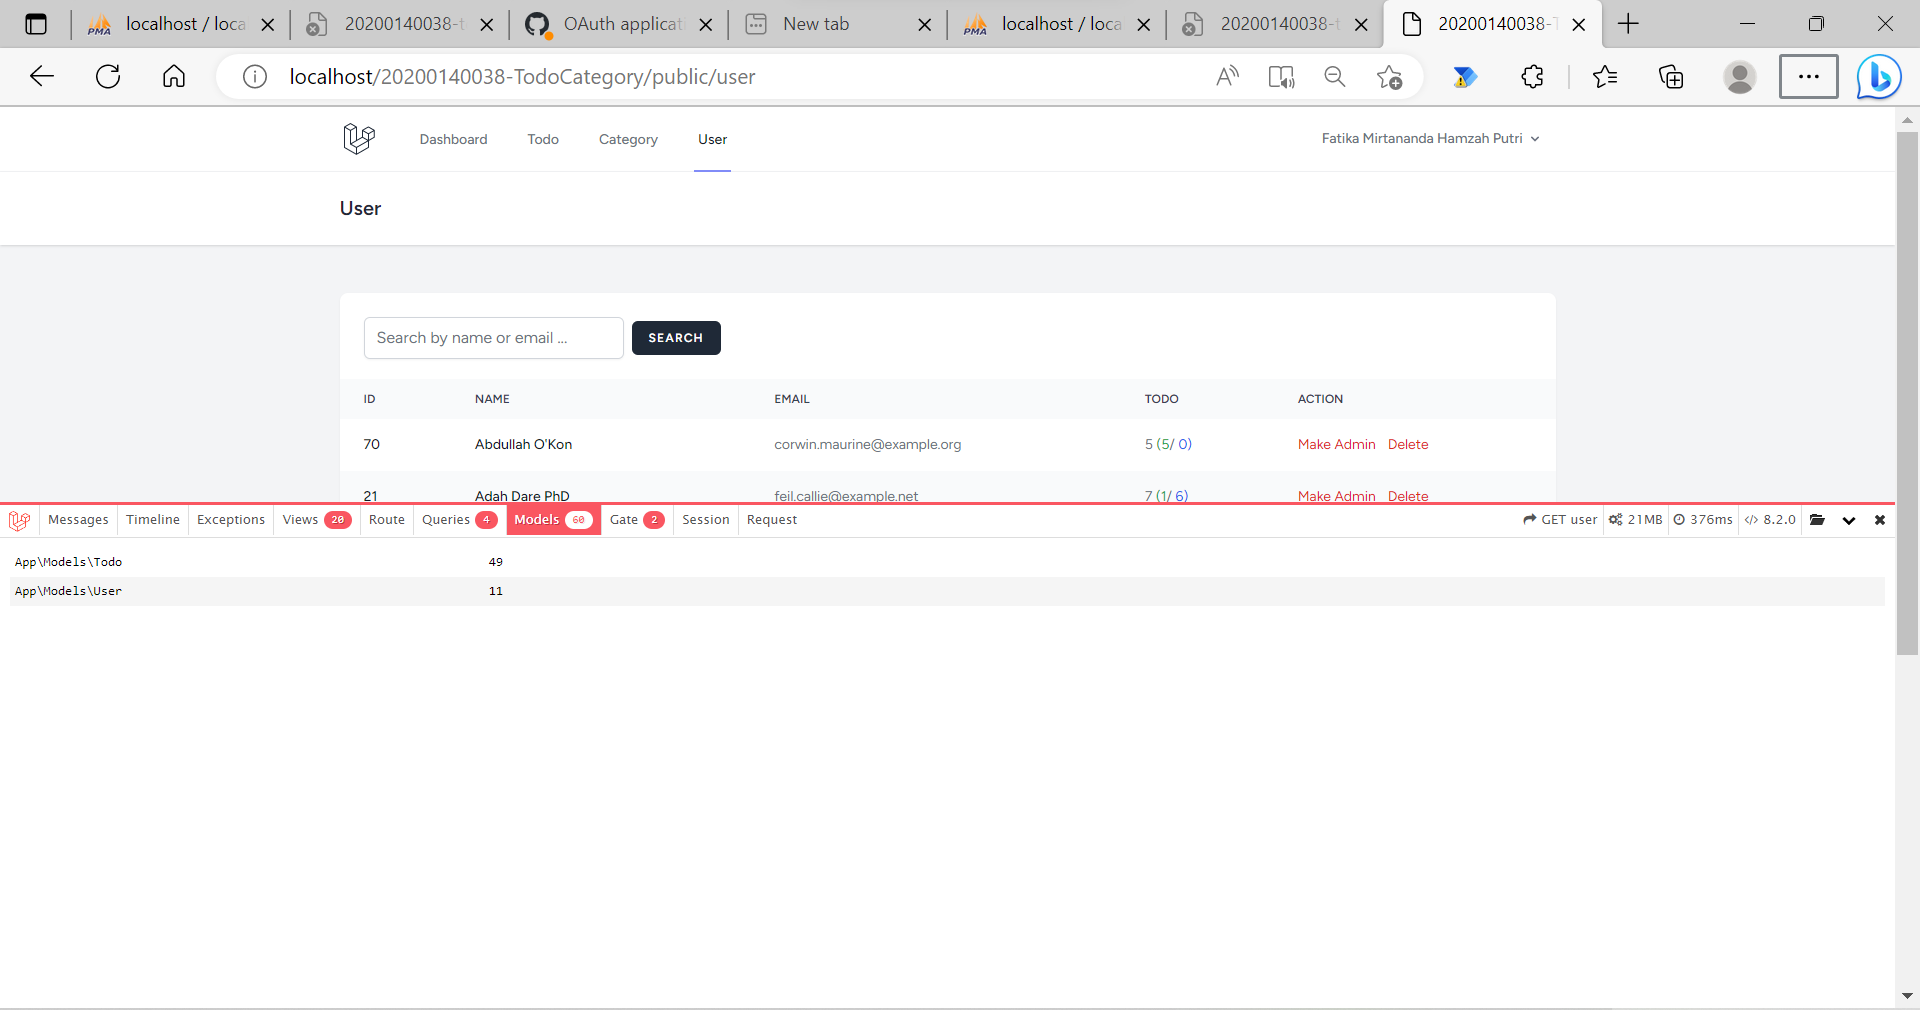 PMA localhost / loca
20200140038-t
OAuth applicat
New tab
PMA localhost / loca
20200140038-t
20200140038-T
localhost/20200140038-TodoCategory/public/user
Dashboard Todo Category User Fatika Mirtananda Hamzah Putri
User
Search by name or email ... SEARCH
ID NAME EMAIL TODO ACTION
70 Abdullah O'Kon corwin.maurine@example.org 5 (5/ 0) Make Admin Delete
21 Adah Dare PhD feil.callie@example.net 7 (1/ 6) Make Admin Delete
Messages Timeline Exceptions Views 20 Route Queries 4 Models 60 Gate 2 Session Request GET user 21MB 376ms </> 8.2.0
App\Models\Todo 49
App\Models\User 11